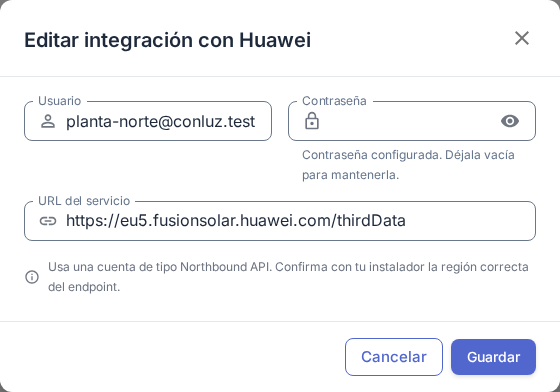 Editar integración con Huawei
Usuario
Contraseña
planta-norte@conluz.test
Contraseña configurada. Déjala vacía
para mantenerla.
URL del servicio
https://eu5.fusionsolar.huawei.com/thirdData
Usa una cuenta de tipo Northbound API. Confirma con tu instalador la región correcta
del endpoint.
Cancelar
Guardar